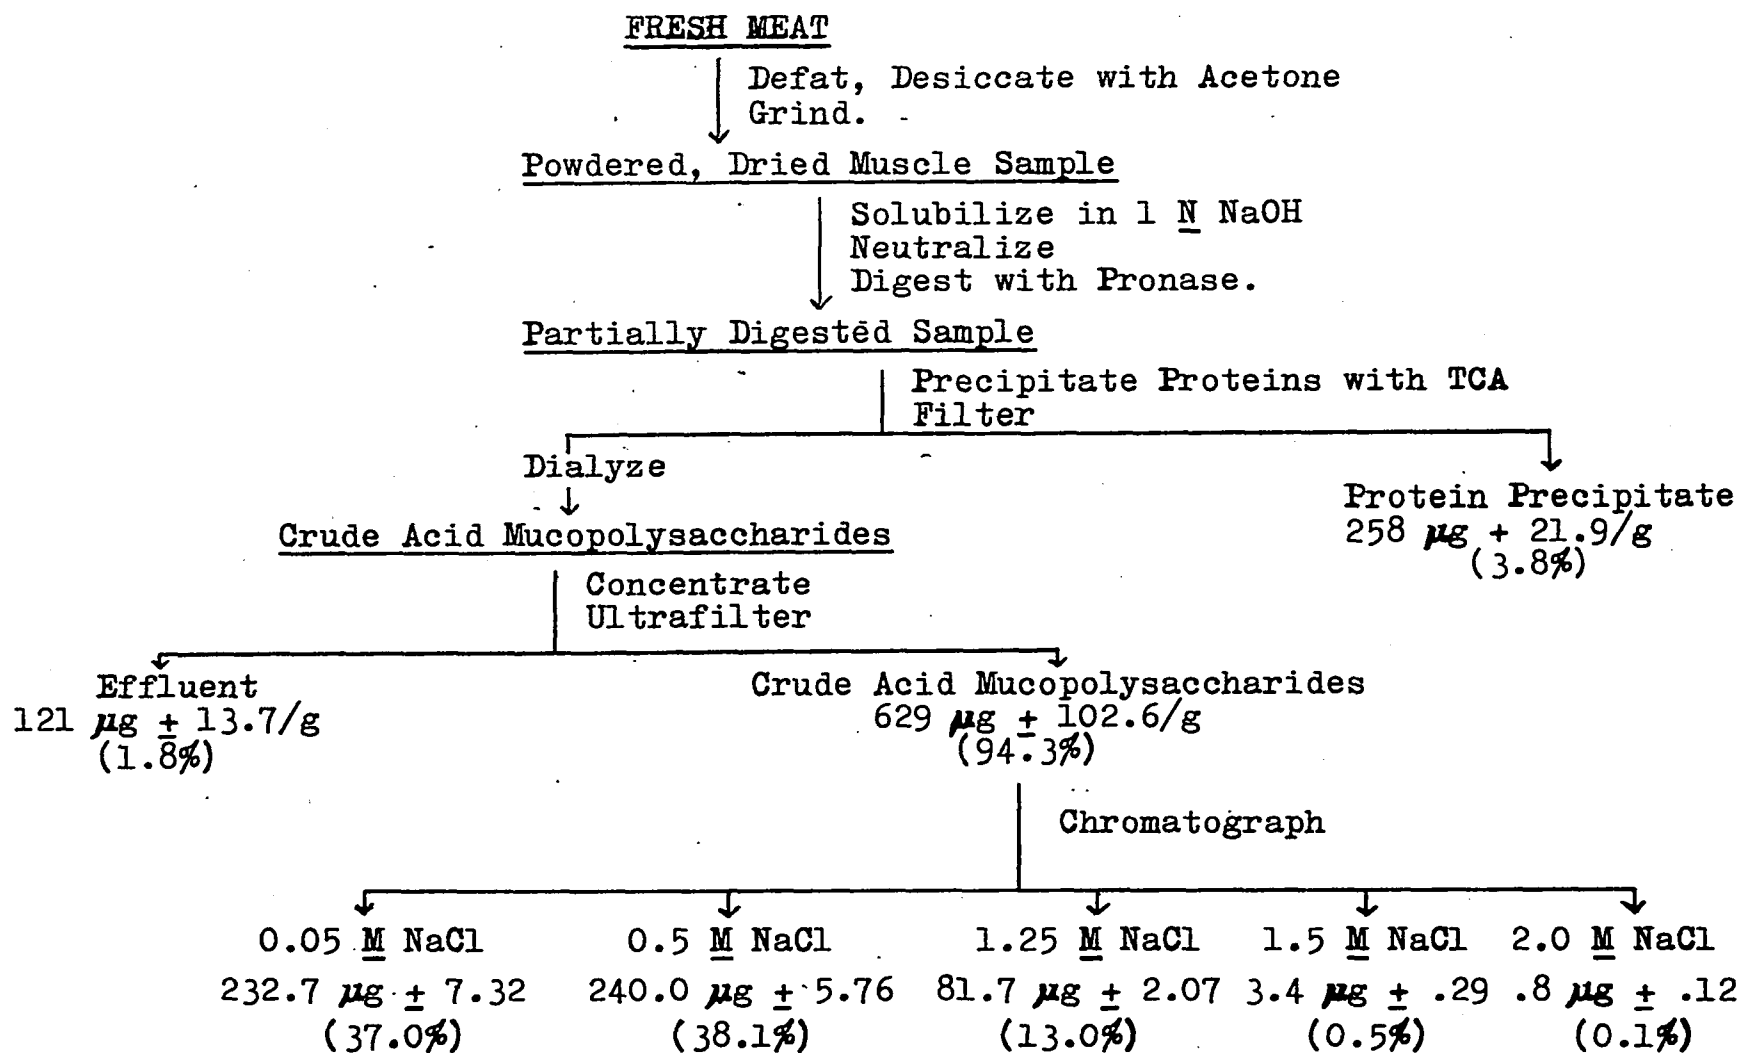 FRESH MEAT
Defat, Desiccate with Acetone
Grind.
Powdered, Dried Muscle Sample
Solubilize in 1 N NaOH
Neutralize
Digest with Pronase.
Partially Digested Sample
Precipitate Proteins with TCA
Filter
Dialyze
Protein Precipitate
258 µg + 21.9/g
(3.8%)
Crude Acid Mucopolysaccharides
Concentrate
Ultrafilter
Effluent
121 µg ± 13.7/g
(1.8%)
Crude Acid Mucopolysaccharides
629 µg ± 102.6/g
(94.3%)
Chromatograph
0.05 M NaCl 0.5 M NaCl 1.25 M NaCl 1.5 M NaCl 2.0 M NaCl
232.7 µg ± 7.32 240.0 µg ± 5.76 81.7 µg ± 2.07 3.4 µg ± .29 .8 µg ± .12
(37.0%) (38.1%) (13.0%) (0.5%) (0.1%)